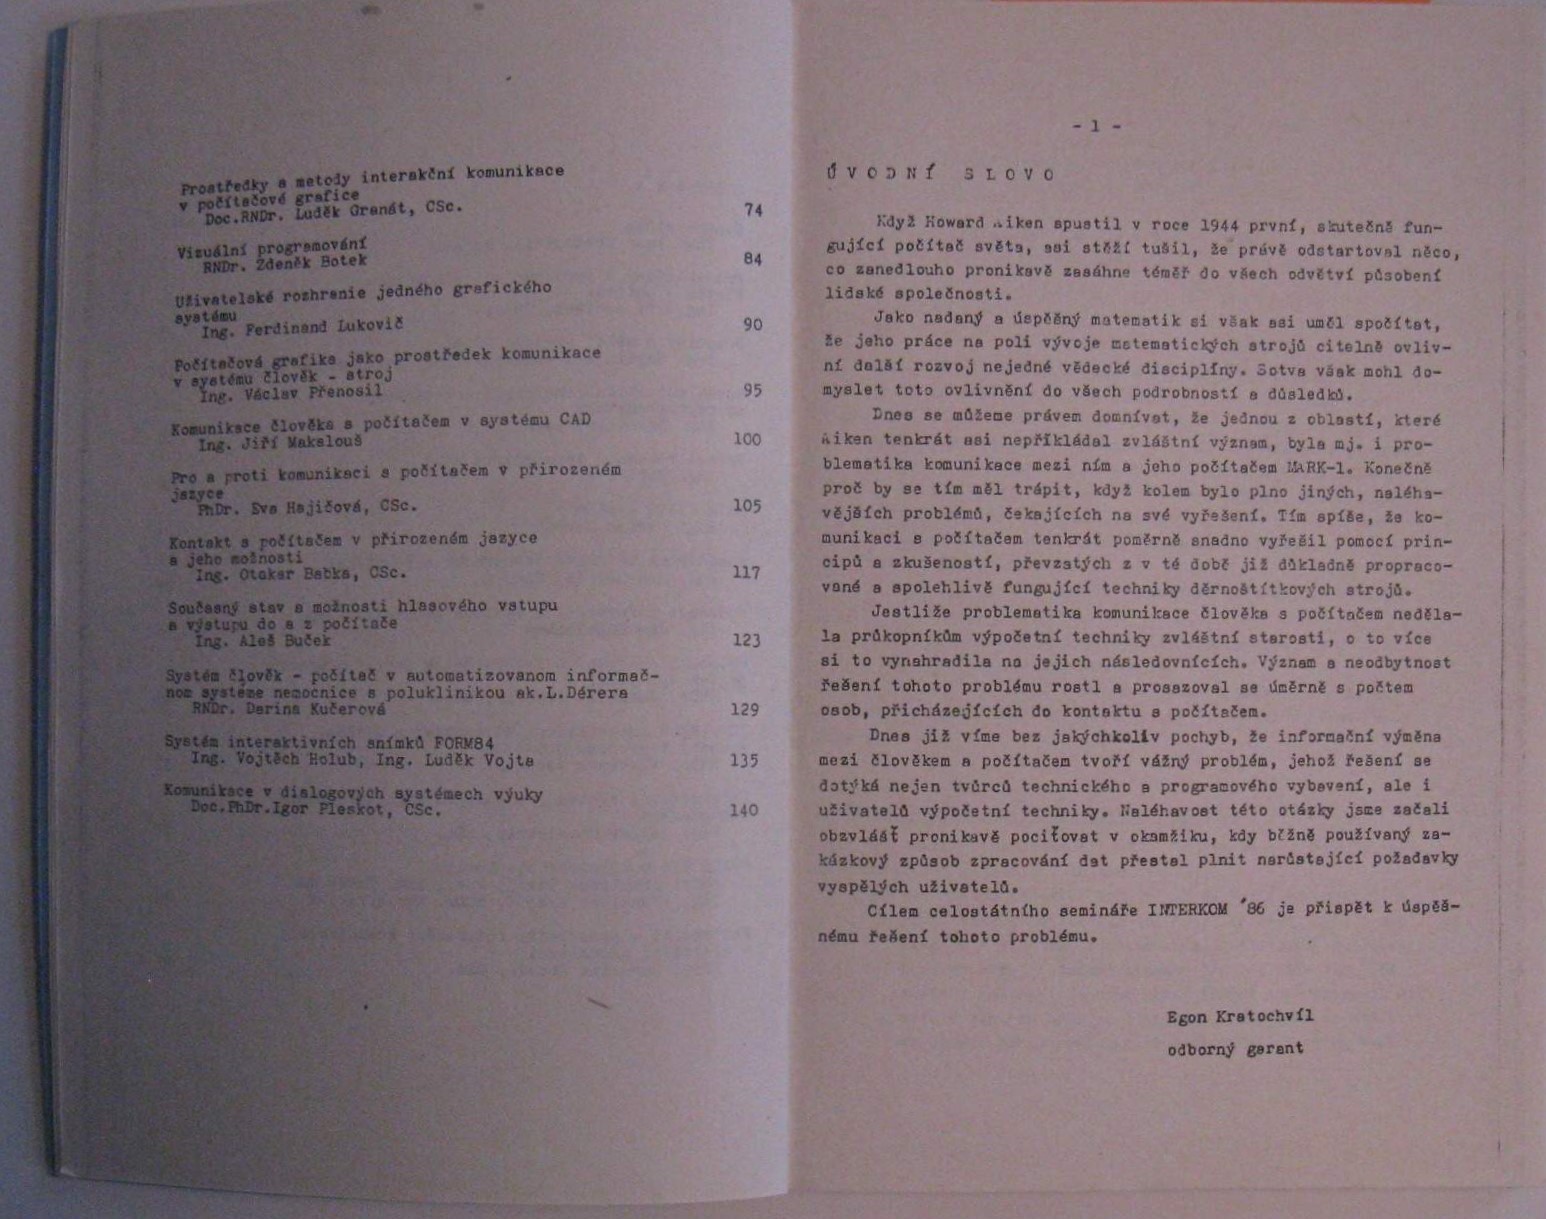 Prostředky a metody interakční komunikace
v počítačové grafice
Doc.RNDr. Luděk Granát, CSc. 74
Vizuální programování
RNDr. Zdeněk Botek 84
Uživatelské rozhranie jedného grafického
systému
Ing. Ferdinand Lukovič 90
Počítačová grafika jako prostředek komunikace
v systému člověk - stroj
Ing. Václav Přenosil 95
Komunikace člověka s počítačem v systému CAD
Ing. Jiří Makalouš 100
Pro a proti komunikaci s počítačem v přirozeném
jazyce
PhDr. Eva Hajičová, CSc. 105
Kontakt s počítačem v přirozeném jazyce
a jeho možnosti
Ing. Otakar Babka, CSc. 117
Současný stav a možnosti hlasového vstupu
a výstupu do a z počítače
Ing. Aleš Buček 123
Systém člověk - počítač v automatizovanom informač-
nom systéme nemocnice s poluklinikou ak.L.Dérera
RNDr. Darina Kučerová 129
Systém interaktivních snímků FORM84
Ing. Vojtěch Holub, Ing. Luděk Vojta 135
Komunikace v dialogových systémech výuky
Doc.PhDr.Igor Pleskot, CSc. 140
- 1 -
ÚVODNÍ SLOVO
Když Howard Aiken spustil v roce 1944 první, skutečně fun-
gující počítač světa, asi stěží tušil, že právě odstartoval něco,
co zanedlouho pronikavě zasáhne téměř do všech odvětví působení
lidské společnosti.
Jako nadaný a úspěšný matematik si však asi uměl spočítat,
že jeho práce na poli vývoje matematických strojů citelně ovliv-
ní další rozvoj nejedné vědecké disciplíny. Sotva však mohl do-
myslet toto ovlivnění do všech podrobností a důsledků.
Dnes se můžeme právem domnívat, že jednou z oblastí, které
Aiken tenkrát asi nepřikládal zvláštní význam, byla mj. i pro-
blematika komunikace mezi ním a jeho počítačem MARK-1. Konečně
proč by se tím měl trápit, když kolem bylo plno jiných, naléha-
vějších problémů, čekajících na své vyřešení. Tím spíše, že ko-
munikaci s počítačem tenkrát poměrně snadno vyřešil pomocí prin-
cipů a zkušeností, převzatých z v té době již důkladně propraco-
vané a spolehlivě fungující techniky děrnoštítkových strojů.
Jestliže problematika komunikace člověka s počítačem neděla-
la průkopníkům výpočetní techniky zvláštní starosti, o to více
si to vynahradila na jejich následovnících. Význam a neodbytnost
řešení tohoto problému rostl a prosazoval se úměrně s počtem
osob, přicházejících do kontaktu s počítačem.
Dnes již víme bez jakýchkoliv pochyb, že informační výměna
mezi člověkem a počítačem tvoří vážný problém, jehož řešení se
dotýká nejen tvůrců technického a programového vybavení, ale i
uživatelů výpočetní techniky. Naléhavost této otázky jsme začali
obzvlášť pronikavě pociťovat v okamžiku, kdy běžně používaný za-
kázkový způsob zpracování dat přestal plnit narůstající požadavky
vyspělých uživatelů.
Cílem celostátního semináře INTERKOM '86 je přispět k úspěš-
nému řešení tohoto problému.
Egon Kratochvíl
odborný garant